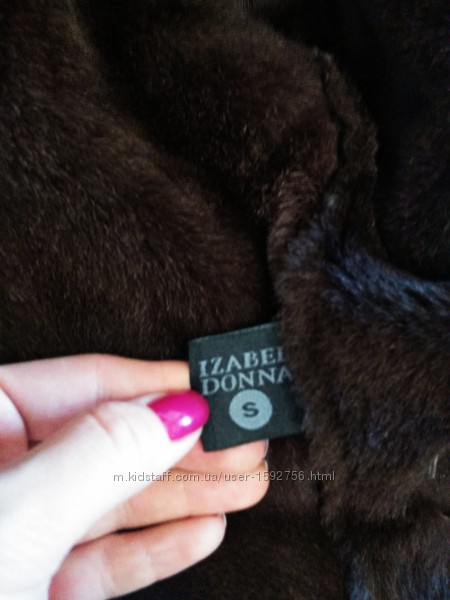 IZABEL
DONNA
S
m.kidstaff.com.ua/user-1592756.html